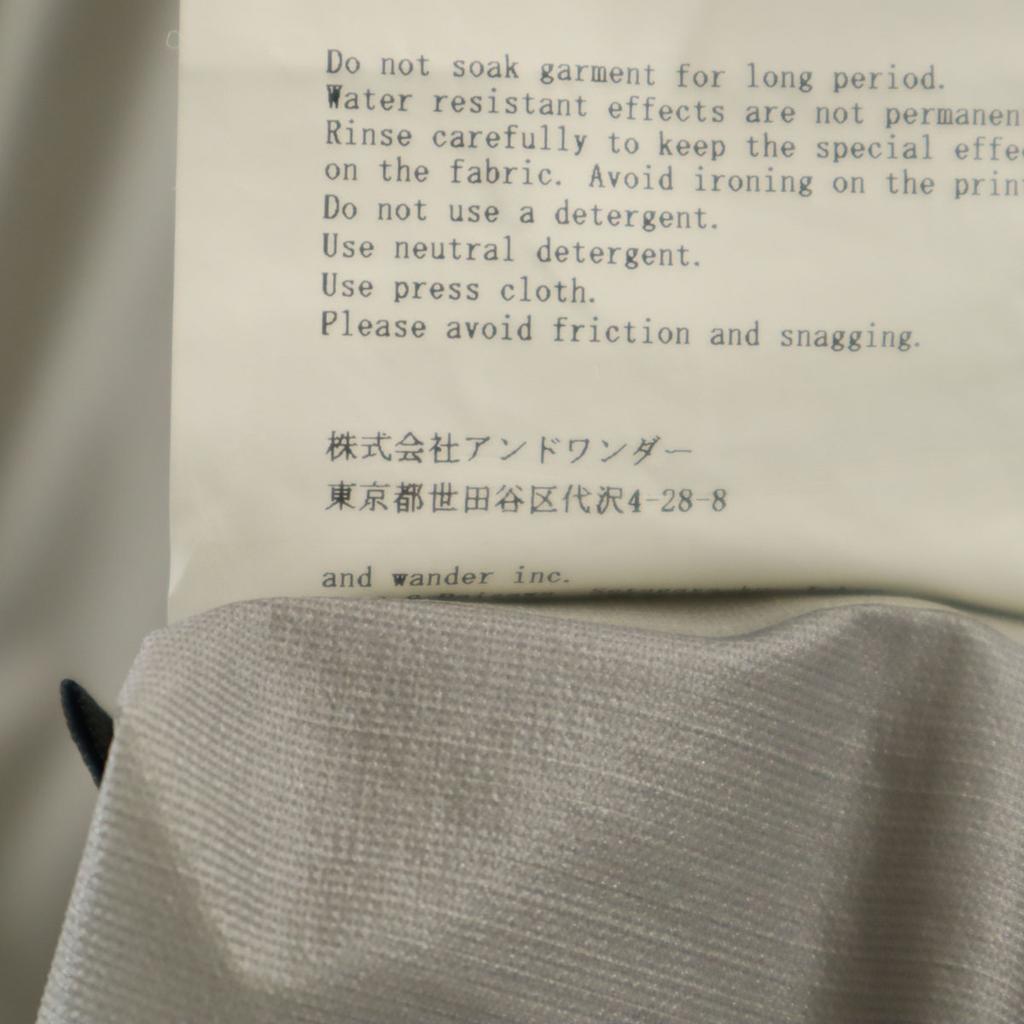 Do not soak garment for long period.
Water resistant effects are not permanen
Rinse carefully to keep the special effe
on the fabric. Avoid ironing on the prin
Do not use a detergent.
Use neutral detergent.
Use press cloth.
Please avoid friction and snagging.
株式会社アンドワンダー
東京都世田谷区代沢4-28-8
and wander inc.